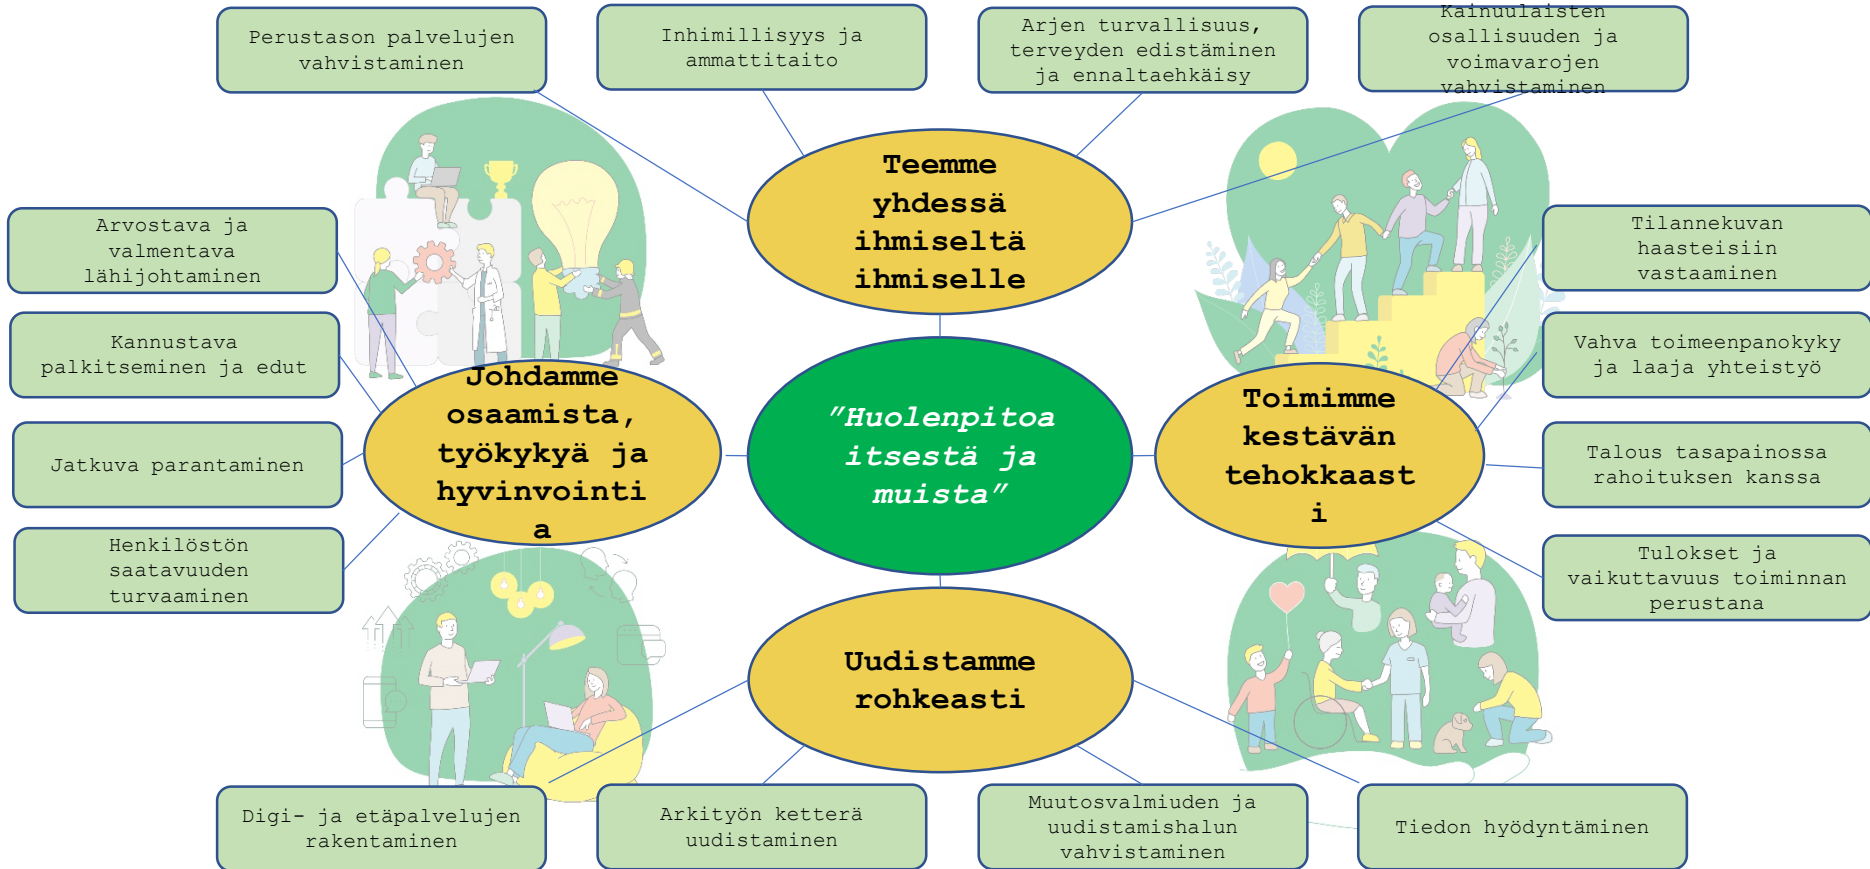 Perustason palvelujen
vahvistaminen
Inhimillisyys ja
ammattitaito
Arjen turvallisuus,
terveyden edistäminen
ja ennaltaehkäisy
Kainuulaisten
osallisuuden ja
voimavarojen
vahvistaminen
Teemme
yhdessä
ihmiseltä
ihmiselle
Arvostava ja
valmentava
lähijohtaminen
Kannustava
palkitseminen ja edut
Jatkuva parantaminen
Henkilöstön
saatavuuden
turvaaminen
Johdamme
osaamista,
työkykyä ja
hyvinvointi
a
"Huolenpitoa
itsestä ja
muista"
Toimimme
kestävän
tehokkaast
i
Tilannekuvan
haasteisiin
vastaaminen
Vahva toimeenpanokyky
ja laaja yhteistyö
Talous tasapainossa
rahoituksen kanssa
Tulokset ja
vaikuttavuus toiminnan
perustana
Uudistamme
rohkeasti
Digi- ja etäpalvelujen
rakentaminen
Arkityön ketterä
uudistaminen
Muutosvalmiuden ja
uudistamishalun
vahvistaminen
Tiedon hyödyntäminen